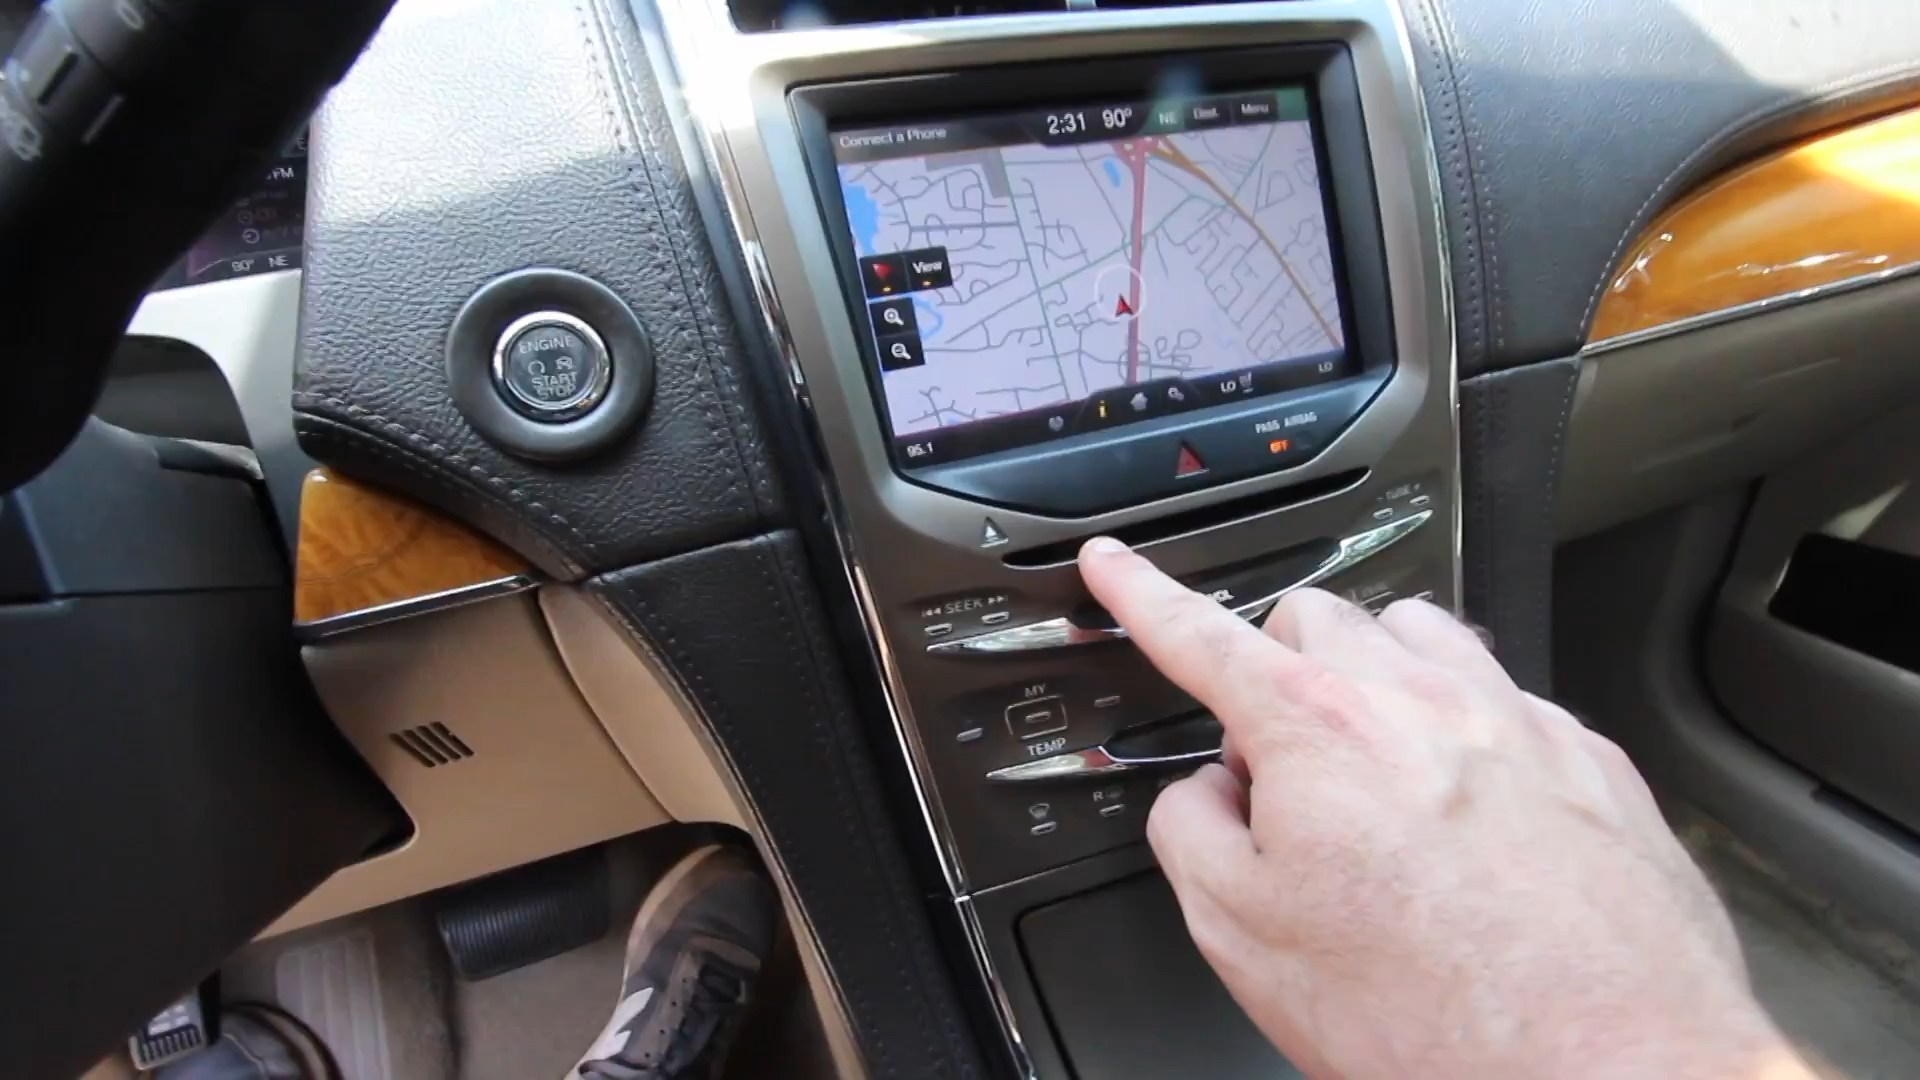 Connect a Phone
2:31 90°
NE
Dest.
Menu
View
95.1
LO
LO
PASS AIRBAG
OFF
FM
90° NE
ENGINE
START
STOP
- TUNE +
SEEK
MY
TEMP
R